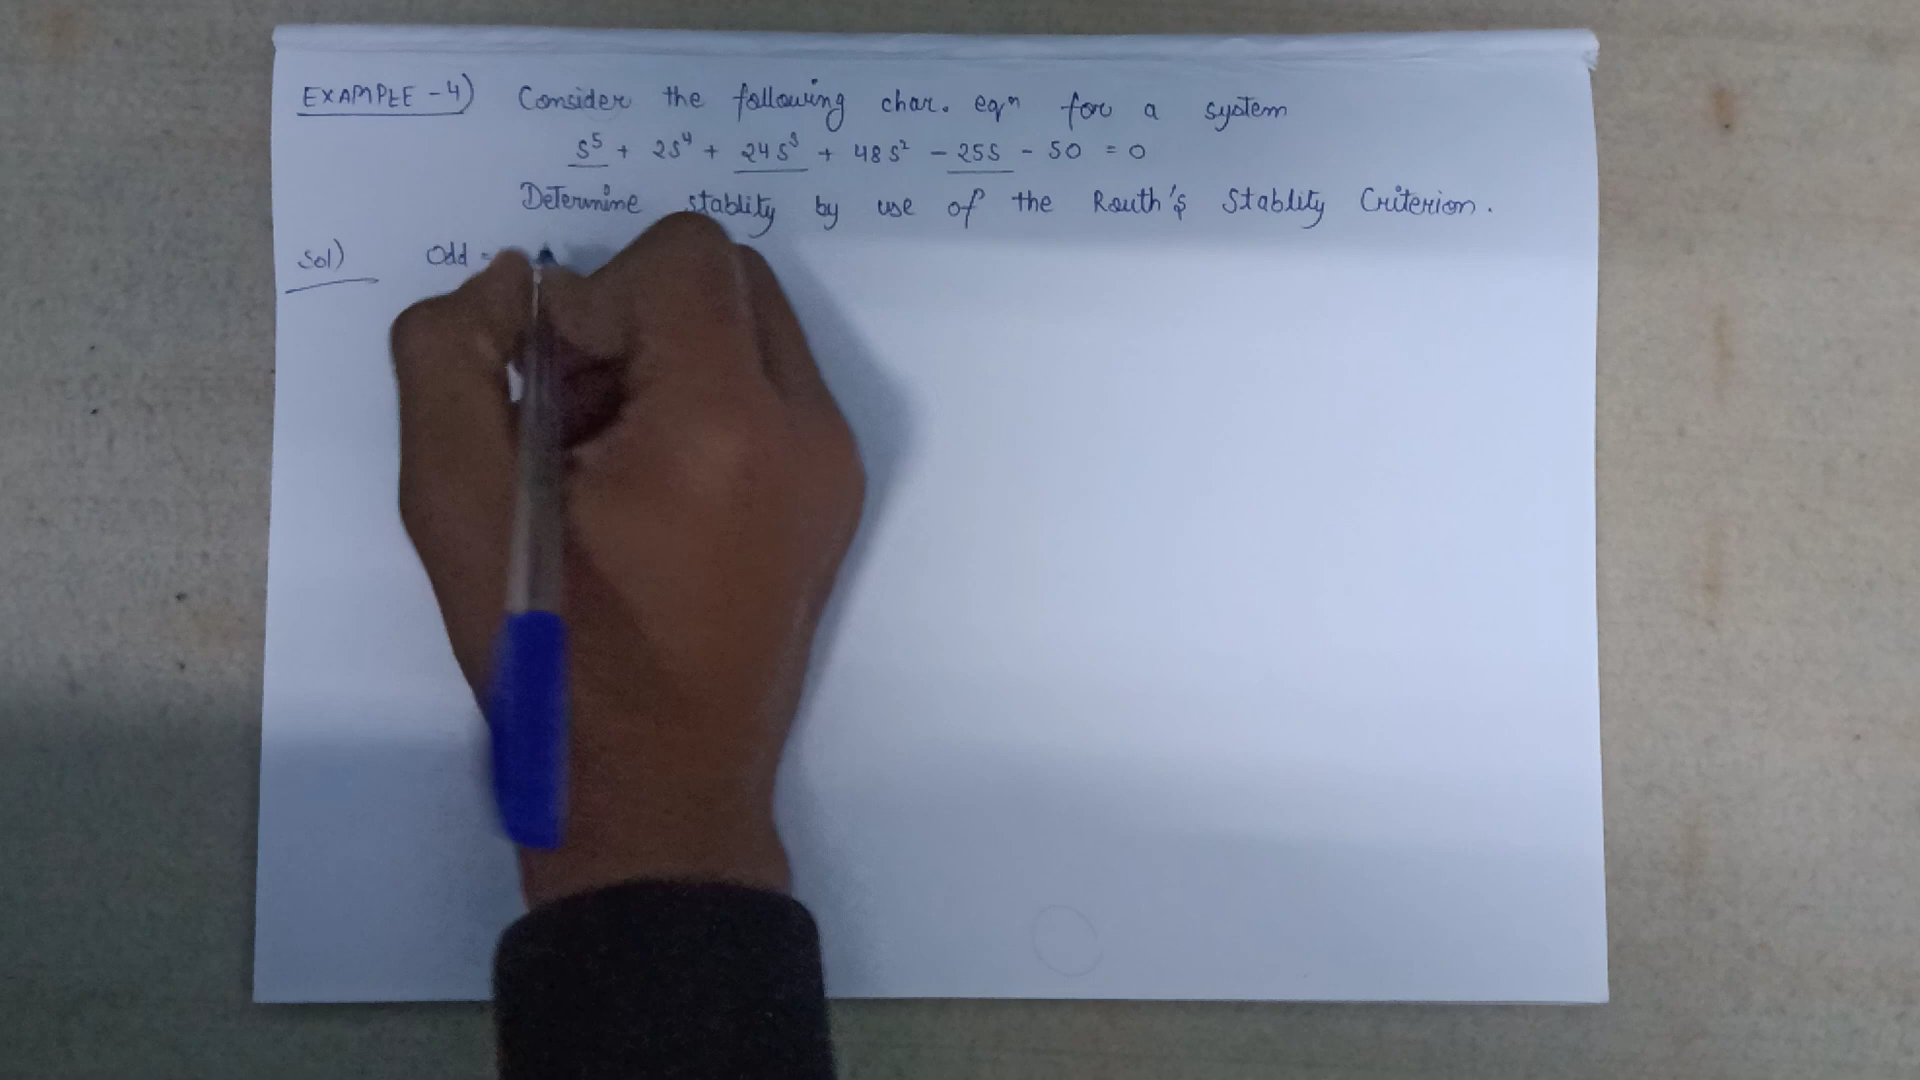 EXAMPLE - 4) Consider the following char. eqⁿ for a system
s⁵ + 2s⁴ + 24s³ + 48s² - 25s - 50 = 0
Determine stablity by use of the Routh's Stablity Criterion.
Sol) Odd =